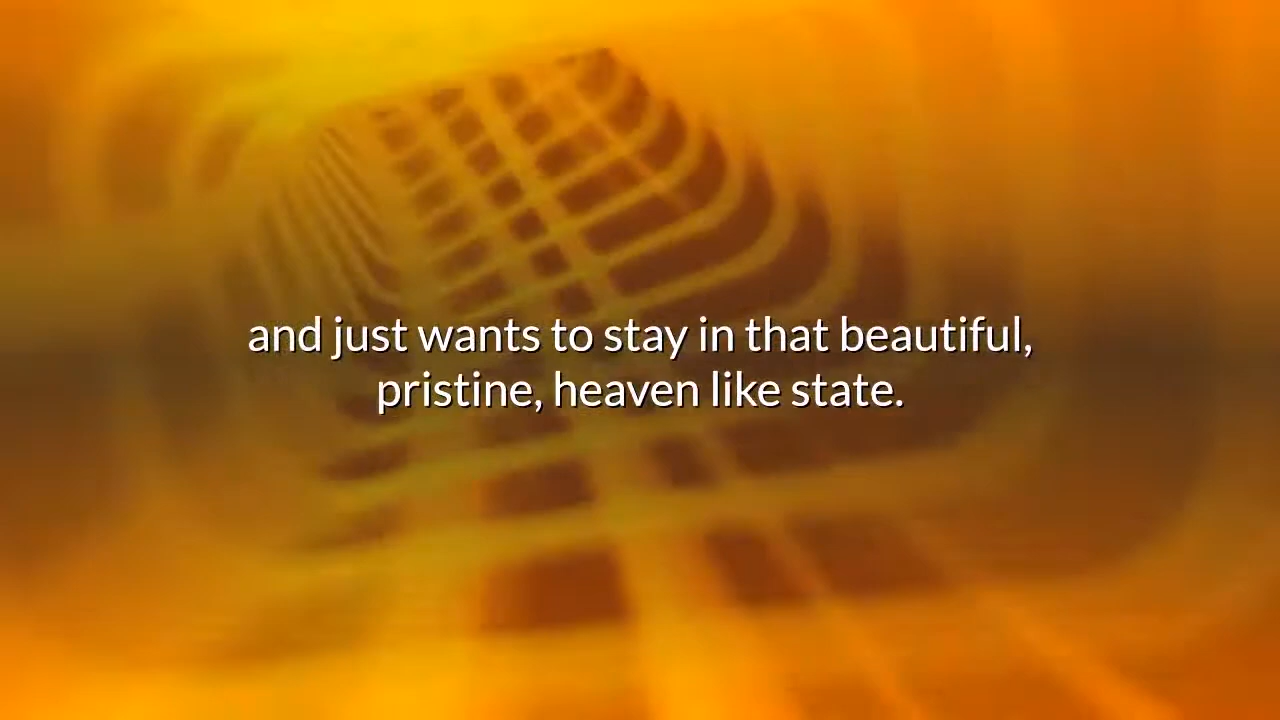 and just wants to stay in that beautiful,
pristine, heaven like state.